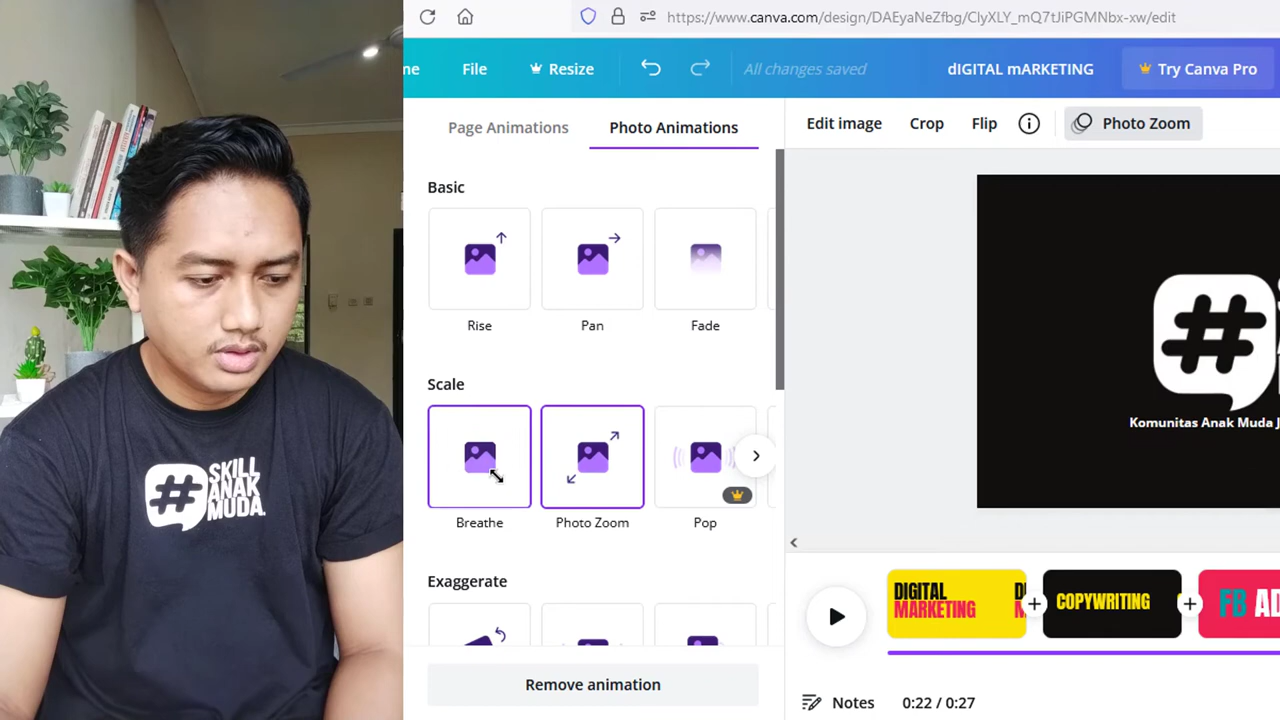 https://www.canva.com/design/DAEyaNeZfbg/ClyXLY_mQ7tJiPGMNbx-xw/edit
me
File
Resize
All changes saved
dIGITAL mARKETING
Try Canva Pro
Page Animations
Photo Animations
Edit image
Crop
Flip
Photo Zoom
Basic
Rise
Pan
Fade
Scale
Breathe
Photo Zoom
Pop
Exaggerate
Remove animation
#
Komunitas Anak Muda J
DIGITAL
MARKETING
COPYWRITING
FB AD
Notes
0:22 / 0:27
# SKILL
ANAK
MUDA.